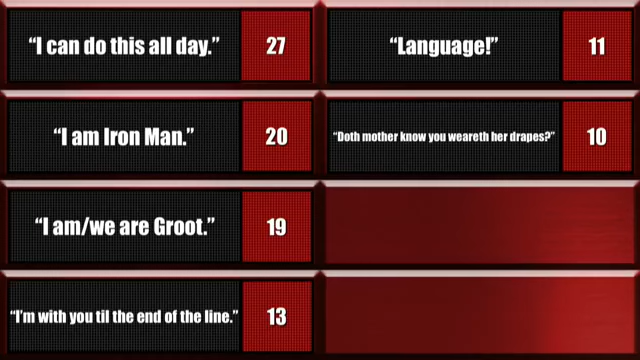 “I can do this all day.” 27
“I am Iron Man.” 20
“I am/we are Groot.” 19
“I’m with you til the end of the line.” 13
“Language!” 11
“Doth mother know you weareth her drapes?” 10